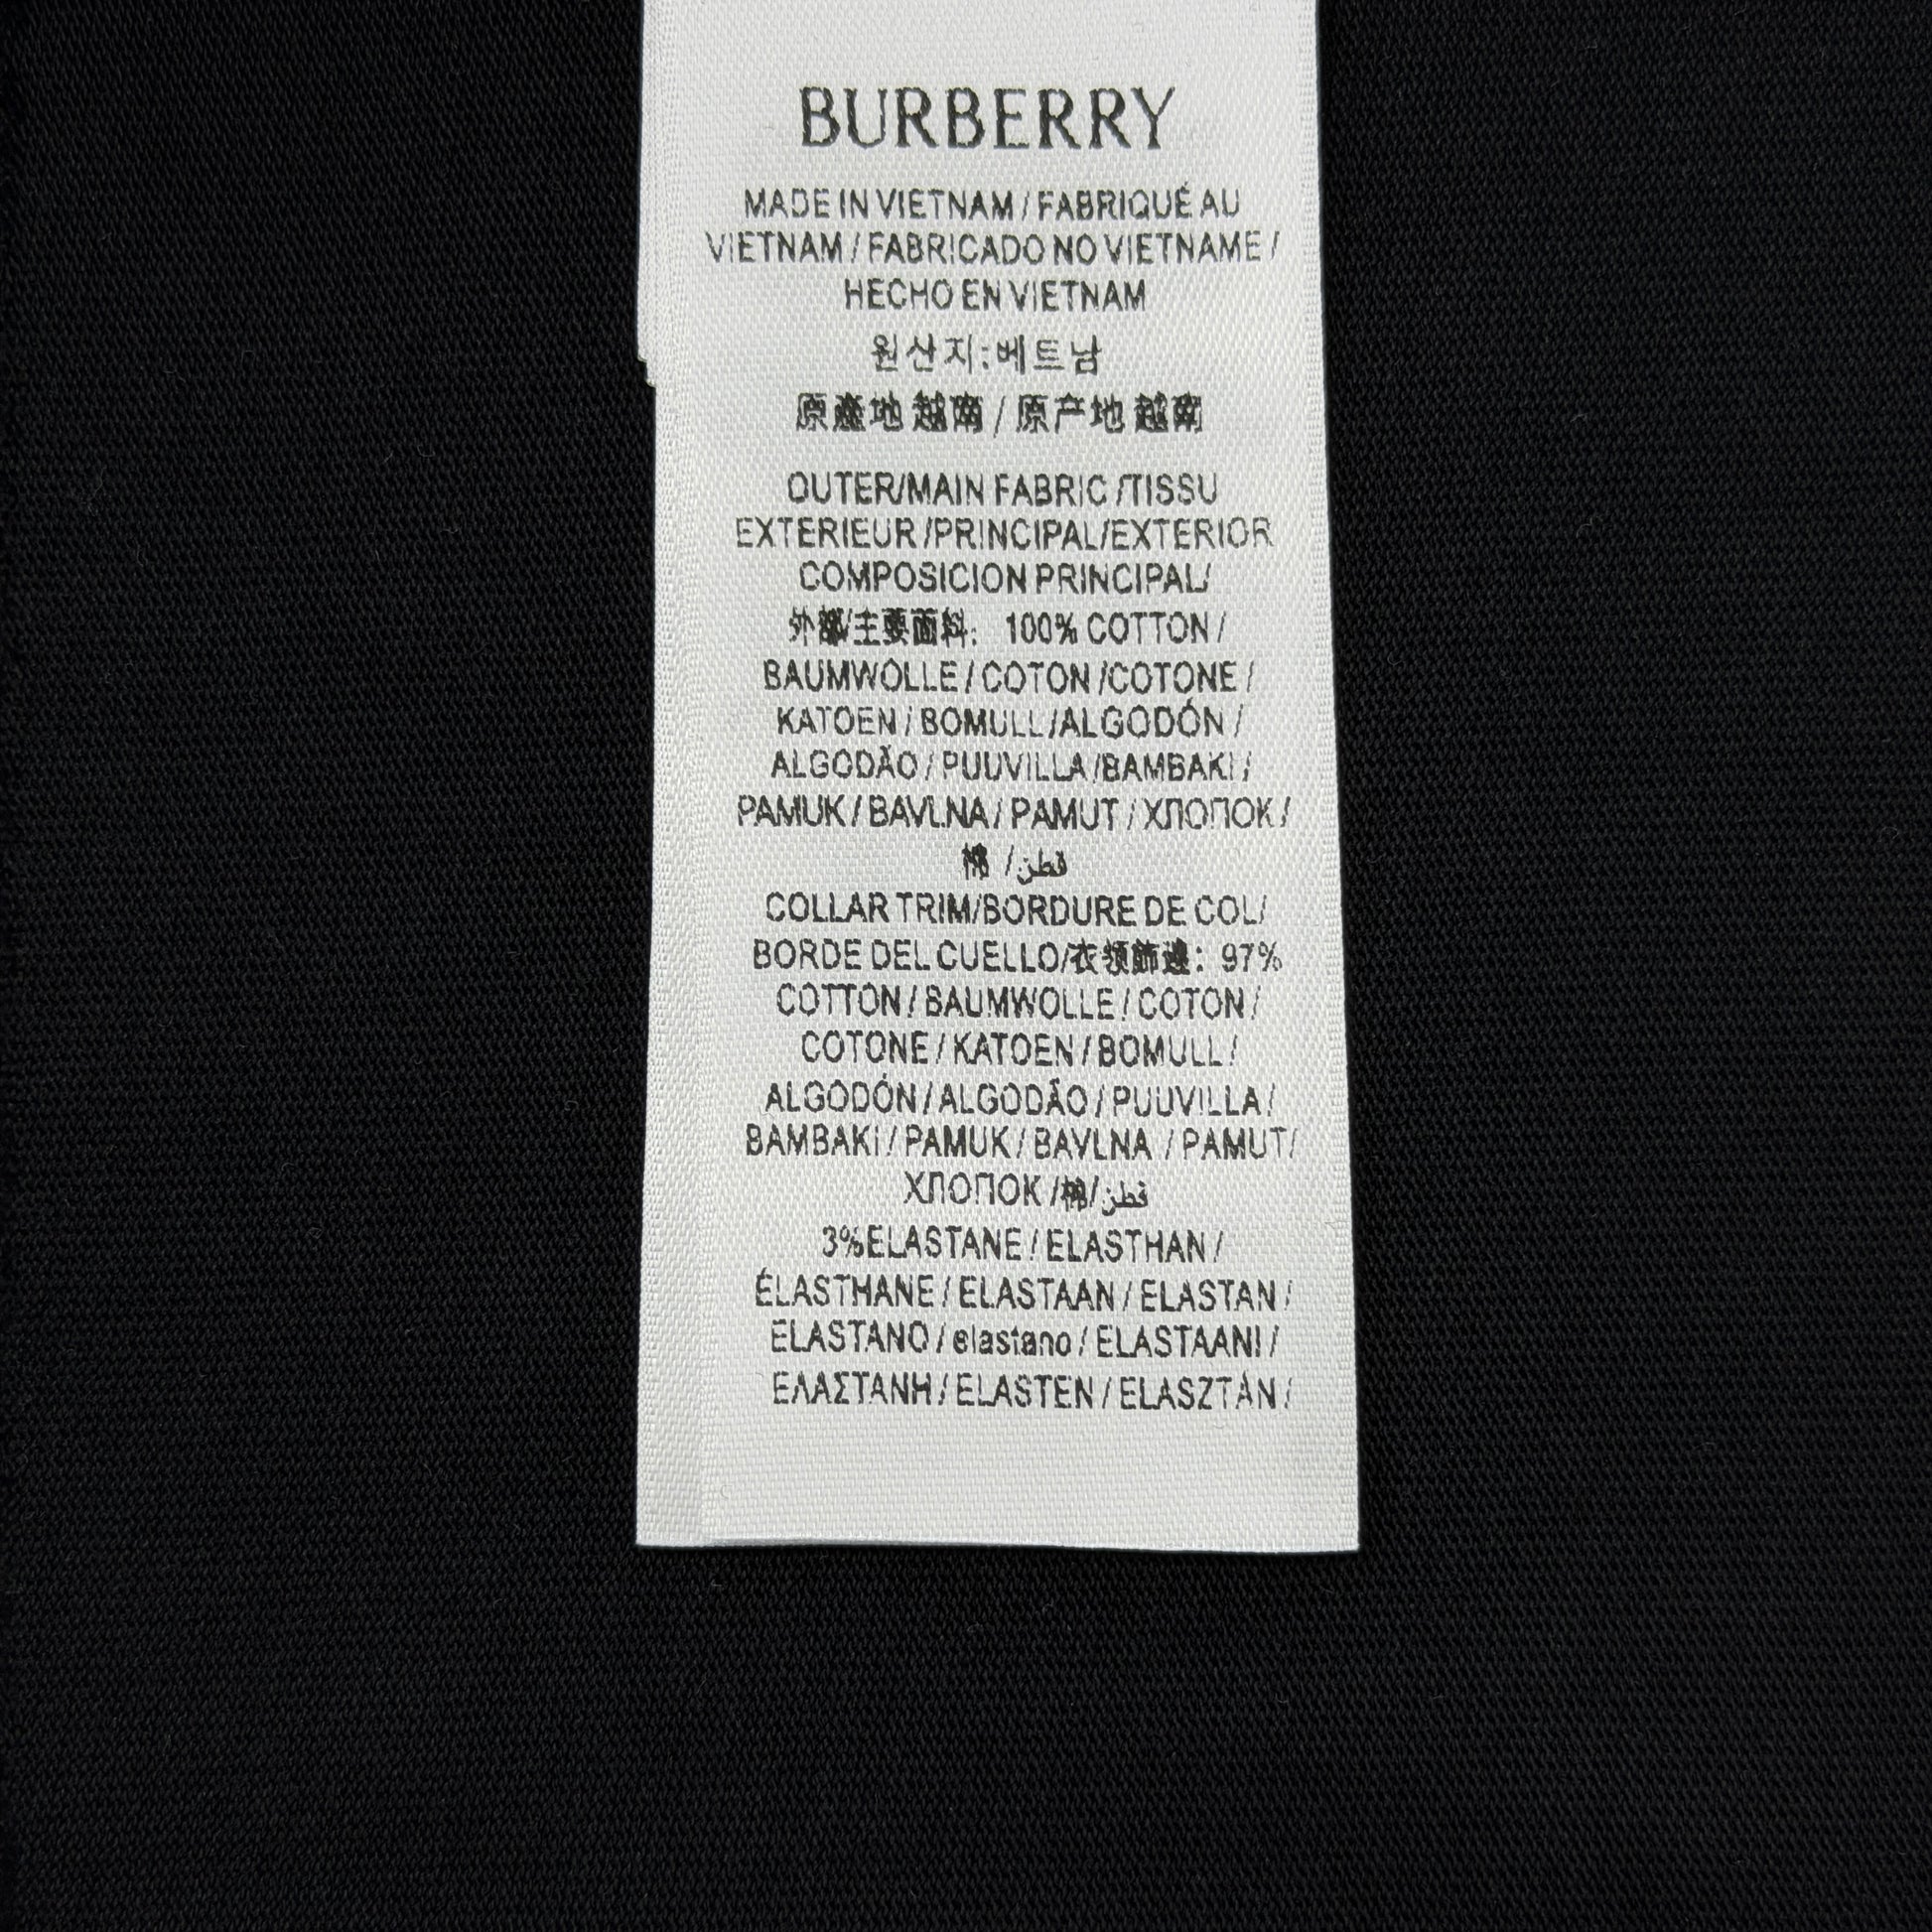 BURBERRY
MADE IN VIETNAM / FABRIQUÉ AU
VIETNAM / FABRICADO NO VIETNAME /
HECHO EN VIETNAM
원산지:베트남
原產地 越南 / 原产地 越南
OUTER/MAIN FABRIC /TISSU
EXTERIEUR /PRINCIPAL/EXTERIOR
COMPOSICION PRINCIPAL/
外部/主要面料: 100% COTTON /
BAUMWOLLE / COTON /COTONE /
KATOEN / BOMULL /ALGODÓN /
ALGODÃO / PUUVILLA /BAMBAKI /
PAMUK / BAVLNA / PAMUT / ХЛОПОК /
棉 / قطن
COLLAR TRIM/BORDURE DE COL/
BORDE DEL CUELLO/衣領飾邊: 97%
COTTON / BAUMWOLLE / COTON /
COTONE / KATOEN / BOMULL /
ALGODÓN / ALGODÃO / PUUVILLA /
BAMBAKI / PAMUK / BAVLNA / PAMUT/
ХЛОПОК /棉/ قطن
3%ELASTANE / ELASTHAN /
ÉLASTHANE / ELASTAAN / ELASTAN /
ELASTANO / elastano / ELASTAANI /
ΕΛΑΣΤΑΝΗ / ELASTEN / ELASZTÁN /